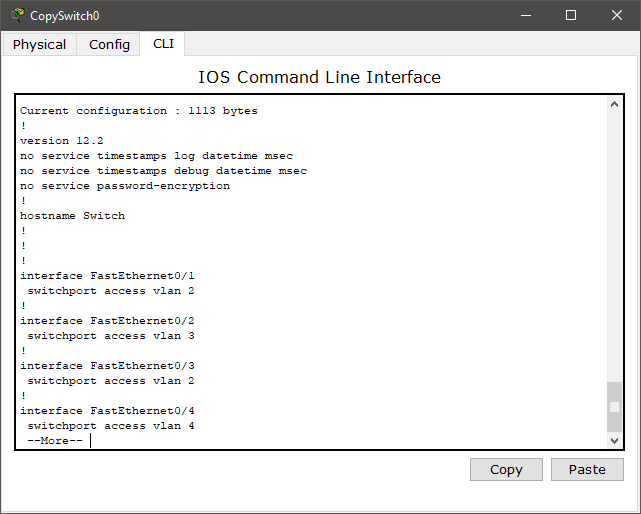 CopySwitch0
Physical Config CLI
IOS Command Line Interface
Current configuration : 1113 bytes
!
version 12.2
no service timestamps log datetime msec
no service timestamps debug datetime msec
no service password-encryption
!
hostname Switch
!
!
!
interface FastEthernet0/1
 switchport access vlan 2
!
interface FastEthernet0/2
 switchport access vlan 3
!
interface FastEthernet0/3
 switchport access vlan 2
!
interface FastEthernet0/4
 switchport access vlan 4
 --More--
Copy Paste